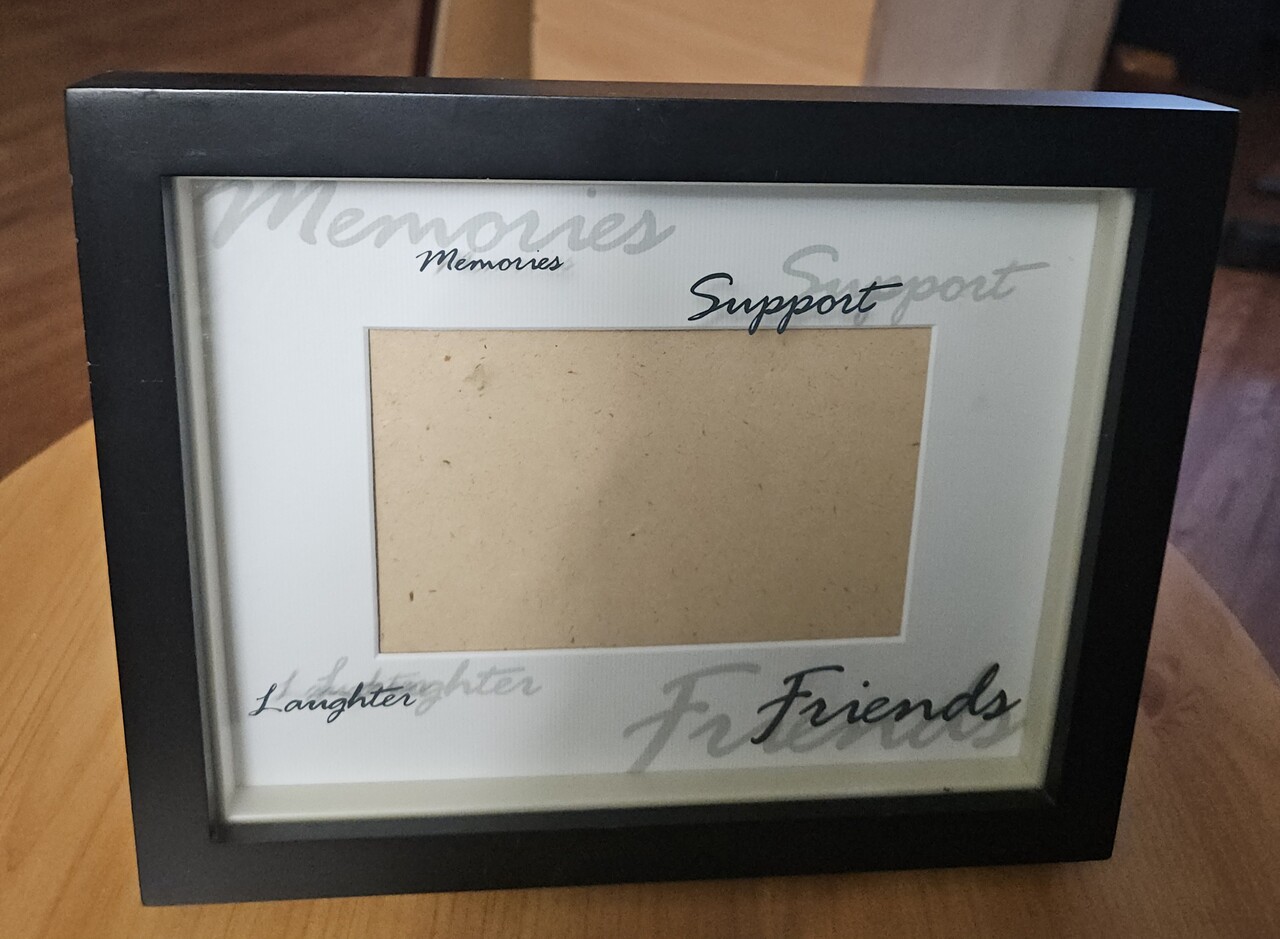 Memories
Memories
Support
Support
Laughter
Laughter
Friends
Friends